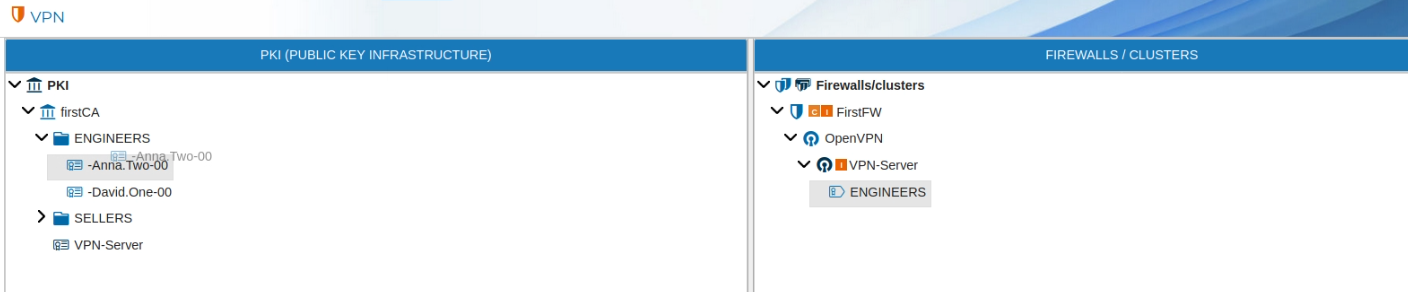 VPN
PKI (PUBLIC KEY INFRASTRUCTURE)
PKI
firstCA
ENGINEERS
-Anna.Two-00
-Anna.Two-00
-David.One-00
SELLERS
VPN-Server
FIREWALLS / CLUSTERS
Firewalls/clusters
C I FirstFW
OpenVPN
I VPN-Server
ENGINEERS